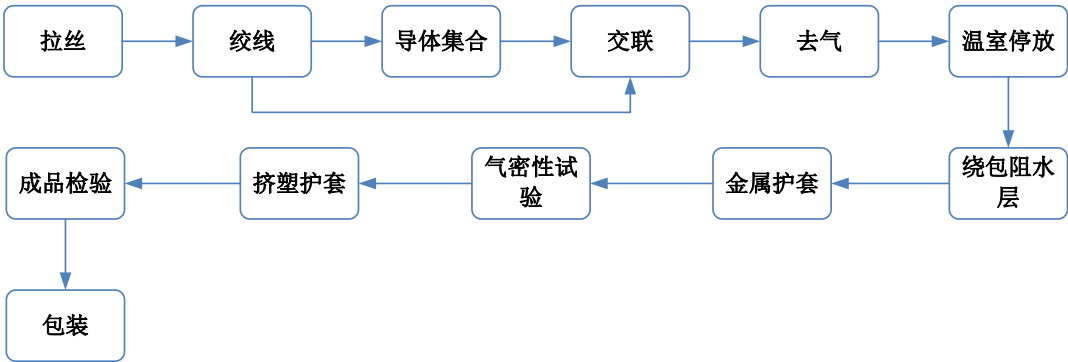 拉丝
绞线
导体集合
交联
去气
温室停放
绕包阻水
层
金属护套
气密性试
验
挤塑护套
成品检验
包装